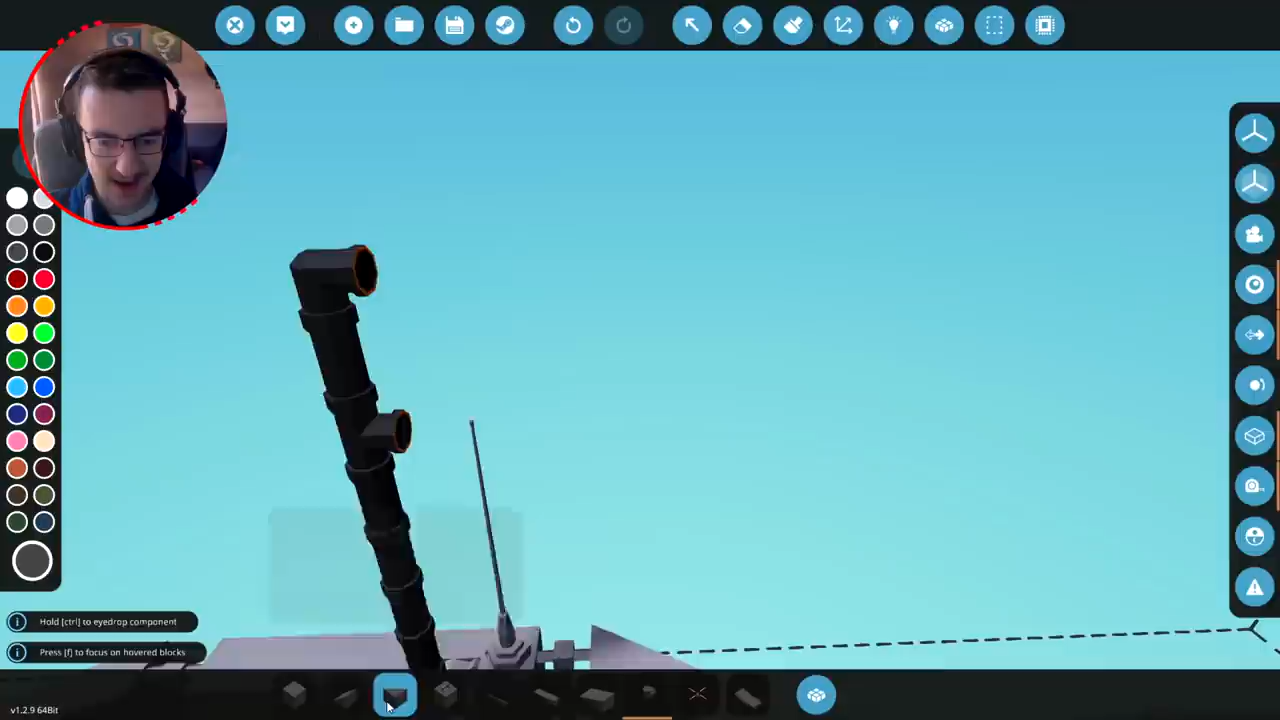 Hold [ctrl] to eyedrop component
Press [f] to focus on hovered blocks
v1.2.9 64Bit